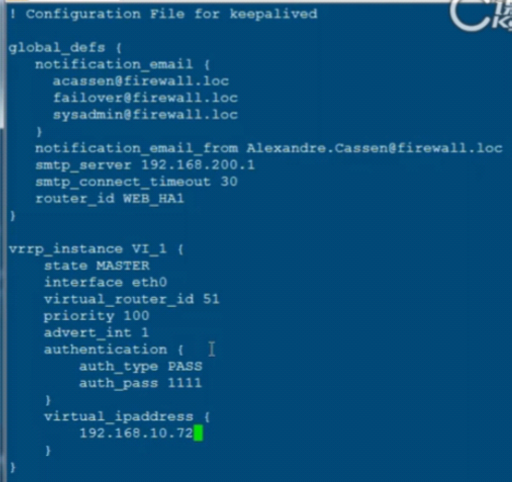 ! Configuration File for keepalived
global_defs {
notification_email {
acassen@firewall.loc
failover@firewall.loc
sysadmin@firewall.loc
}
notification_email_from Alexandre.Cassen@firewall.loc
smtp_server 192.168.200.1
smtp_connect_timeout 30
router_id WEB_HA1
}
vrrp_instance VI_1 {
state MASTER
interface eth0
virtual_router_id 51
priority 100
advert_int 1
authentication {
auth_type PASS
auth_pass 1111
}
virtual_ipaddress {
192.168.10.72
}
}